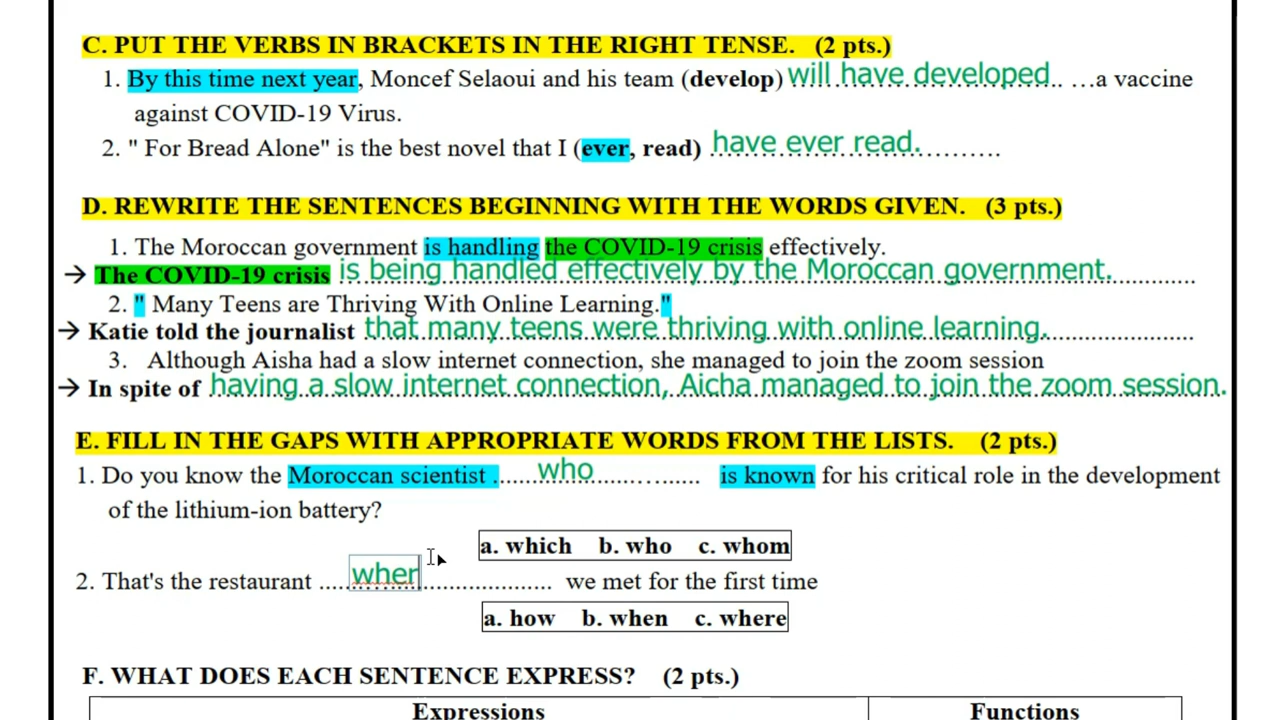 C. PUT THE VERBS IN BRACKETS IN THE RIGHT TENSE. (2 pts.)
1. By this time next year, Moncef Selaoui and his team (develop) will have developed.. …a vaccine
against COVID-19 Virus.
2. " For Bread Alone" is the best novel that I (ever, read) have ever read.…………
D. REWRITE THE SENTENCES BEGINNING WITH THE WORDS GIVEN. (3 pts.)
1. The Moroccan government is handling the COVID-19 crisis effectively.
→ The COVID-19 crisis is being handled effectively by the Moroccan government...............
2. " Many Teens are Thriving With Online Learning."
→ Katie told the journalist that many teens were thriving with online learning.......................
3. Although Aisha had a slow internet connection, she managed to join the zoom session
→ In spite of having a slow internet connection, Aicha managed to join the zoom session.
E. FILL IN THE GAPS WITH APPROPRIATE WORDS FROM THE LISTS. (2 pts.)
1. Do you know the Moroccan scientist ......who......…...... is known for his critical role in the development
of the lithium-ion battery?
a. which b. who c. whom
2. That's the restaurant ....wher..................... we met for the first time
a. how b. when c. where
F. WHAT DOES EACH SENTENCE EXPRESS? (2 pts.)
Expressions Functions